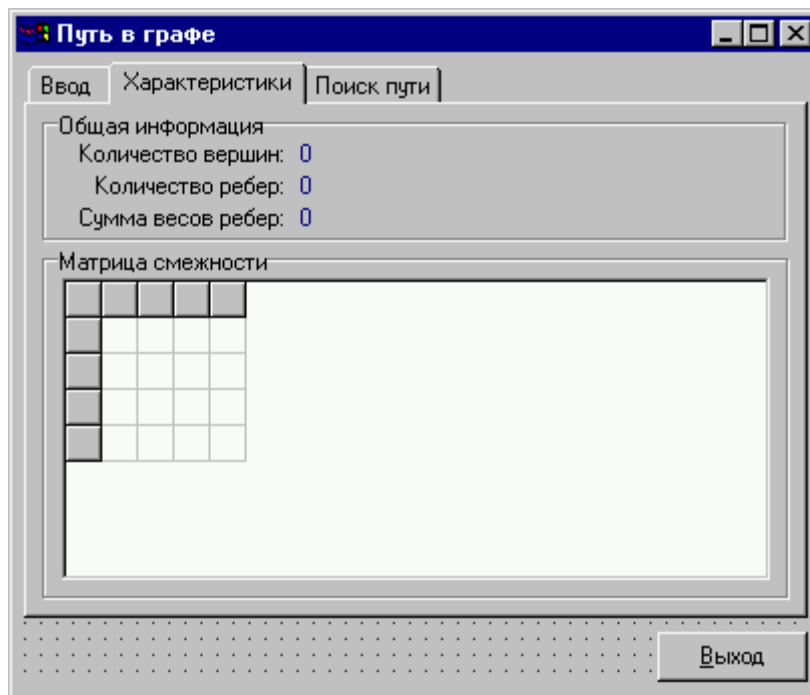 Путь в графе
Ввод Характеристики Поиск пути
Общая информация
Количество вершин: 0
Количество ребер: 0
Сумма весов ребер: 0
Матрица смежности
Выход